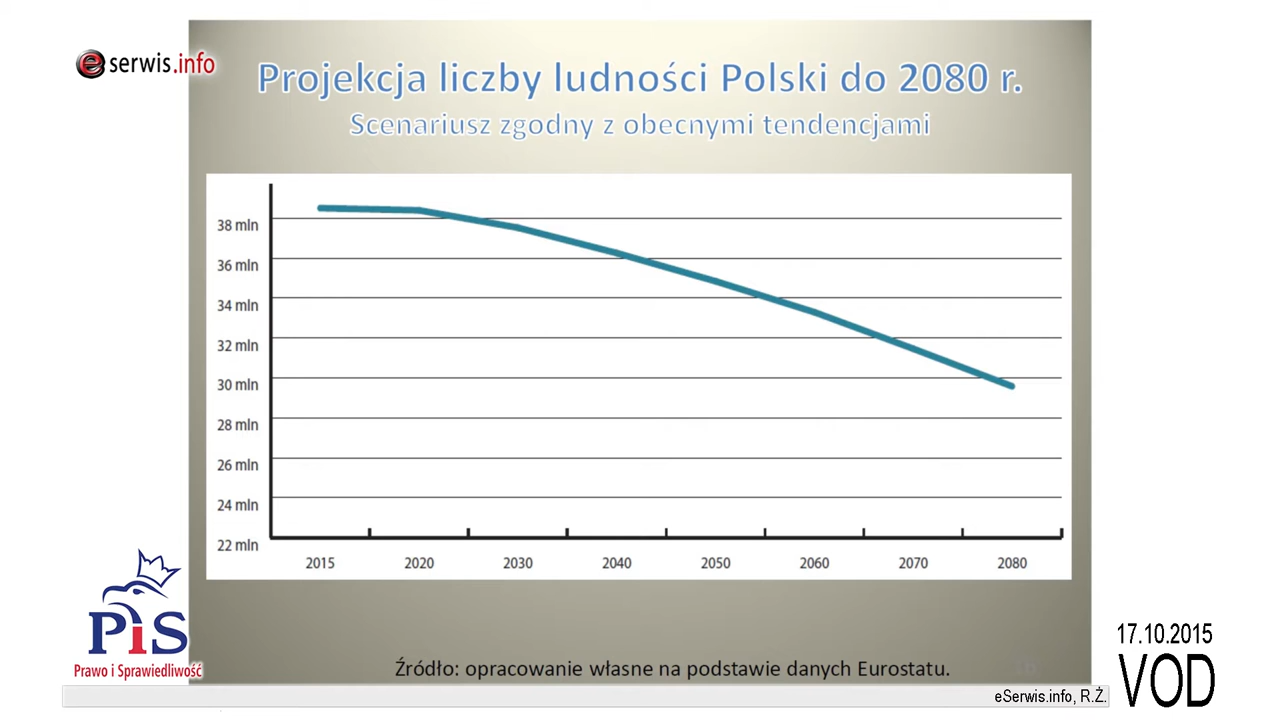 eserwis.info
Projekcja liczby ludności Polski do 2080 r.
Scenariusz zgodny z obecnymi tendencjami
38 mln
36 mln
34 mln
32 mln
30 mln
28 mln
26 mln
24 mln
22 mln
2015 2020 2030 2040 2050 2060 2070 2080
PiS
Prawo i Sprawiedliwość
Źródło: opracowanie własne na podstawie danych Eurostatu.
17.10.2015
VOD
eSerwis.info, R.Ż.